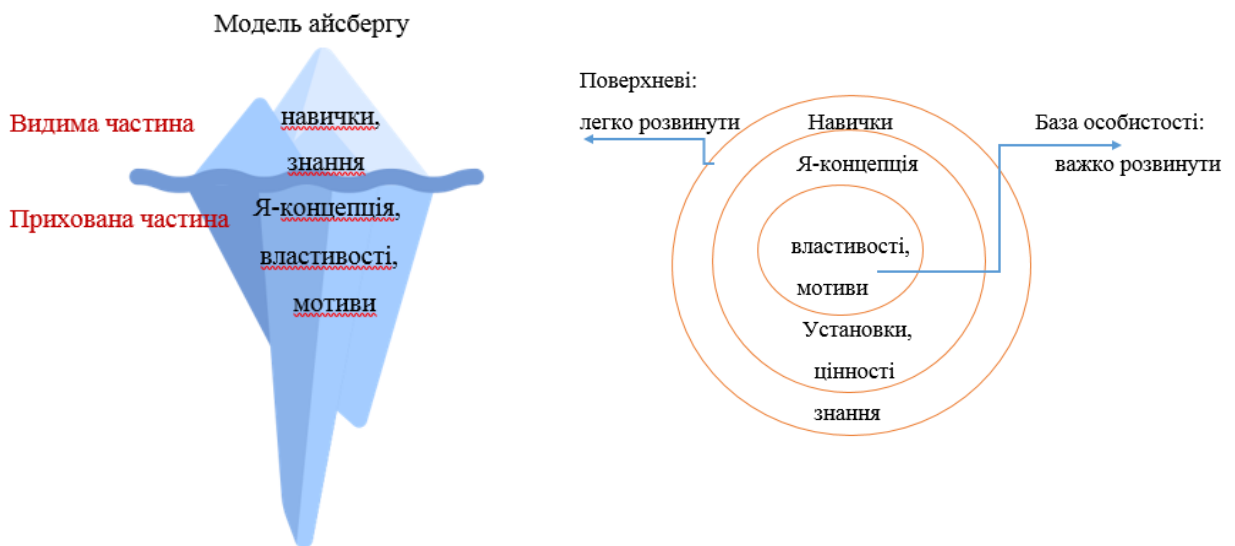 Модель айсбергу
Видима частина
навички,
знання
Прихована частина
Я-концепція,
властивості,
мотиви
Поверхневі:
легко розвинути
Навички
Я-концепція
властивості,
мотиви
Установки,
цінності
знання
База особистості:
важко розвинути